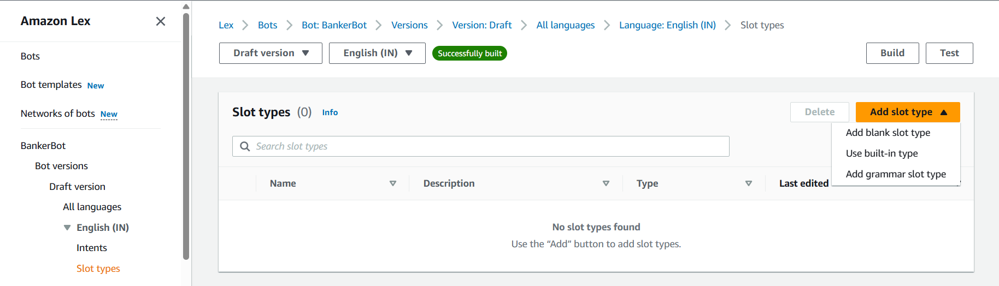 Amazon Lex
Bots
Bot templates New
Networks of bots New
BankerBot
Bot versions
Draft version
All languages
English (IN)
Intents
Slot types
Lex Bots Bot: BankerBot Versions Version: Draft All languages Language: English (IN) Slot types
Draft version English (IN) Successfully built Build Test
Slot types (0) Info Delete Add slot type
Add blank slot type
Use built-in type
Add grammar slot type
Search slot types
Name Description Type Last edited
No slot types found
Use the “Add” button to add slot types.